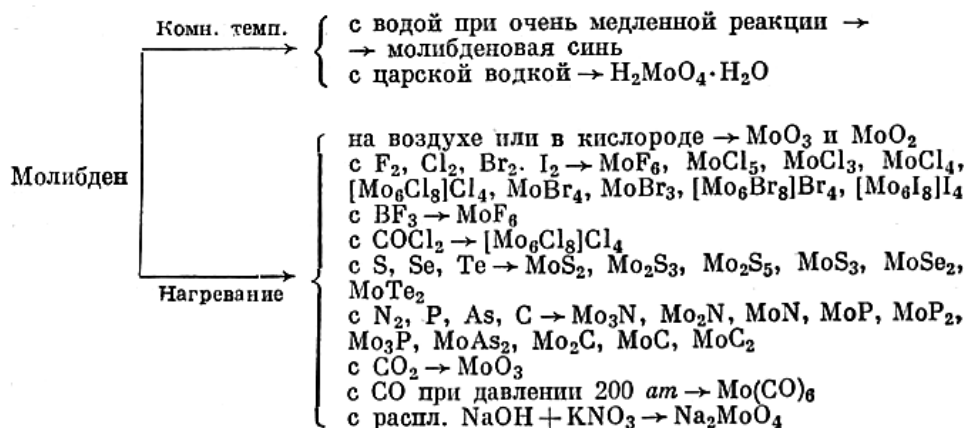 Комн. темп.
с водой при очень медленной реакции →
→ молибденовая синь
с царской водкой → H₂MoO₄·H₂O
Молибден
Нагревание
на воздухе или в кислороде → MoO₃ и MoO₂
с F₂, Cl₂, Br₂. I₂ → MoF₆, MoCl₅, MoCl₃, MoCl₄,
[Mo₆Cl₈]Cl₄, MoBr₄, MoBr₃, [Mo₆Br₈]Br₄, [Mo₆I₈]I₄
с BF₃ → MoF₆
с COCl₂ → [Mo₆Cl₈]Cl₄
с S, Se, Te → MoS₂, Mo₂S₃, Mo₂S₅, MoS₃, MoSe₂,
MoTe₂
с N₂, P, As, C → Mo₃N, Mo₂N, MoN, MoP, MoP₂,
Mo₃P, MoAs₂, Mo₂C, MoC, MoC₂
с CO₂ → MoO₃
с CO при давлении 200 ат → Mo(CO)₆
с распл. NaOH + KNO₃ → Na₂MoO₄